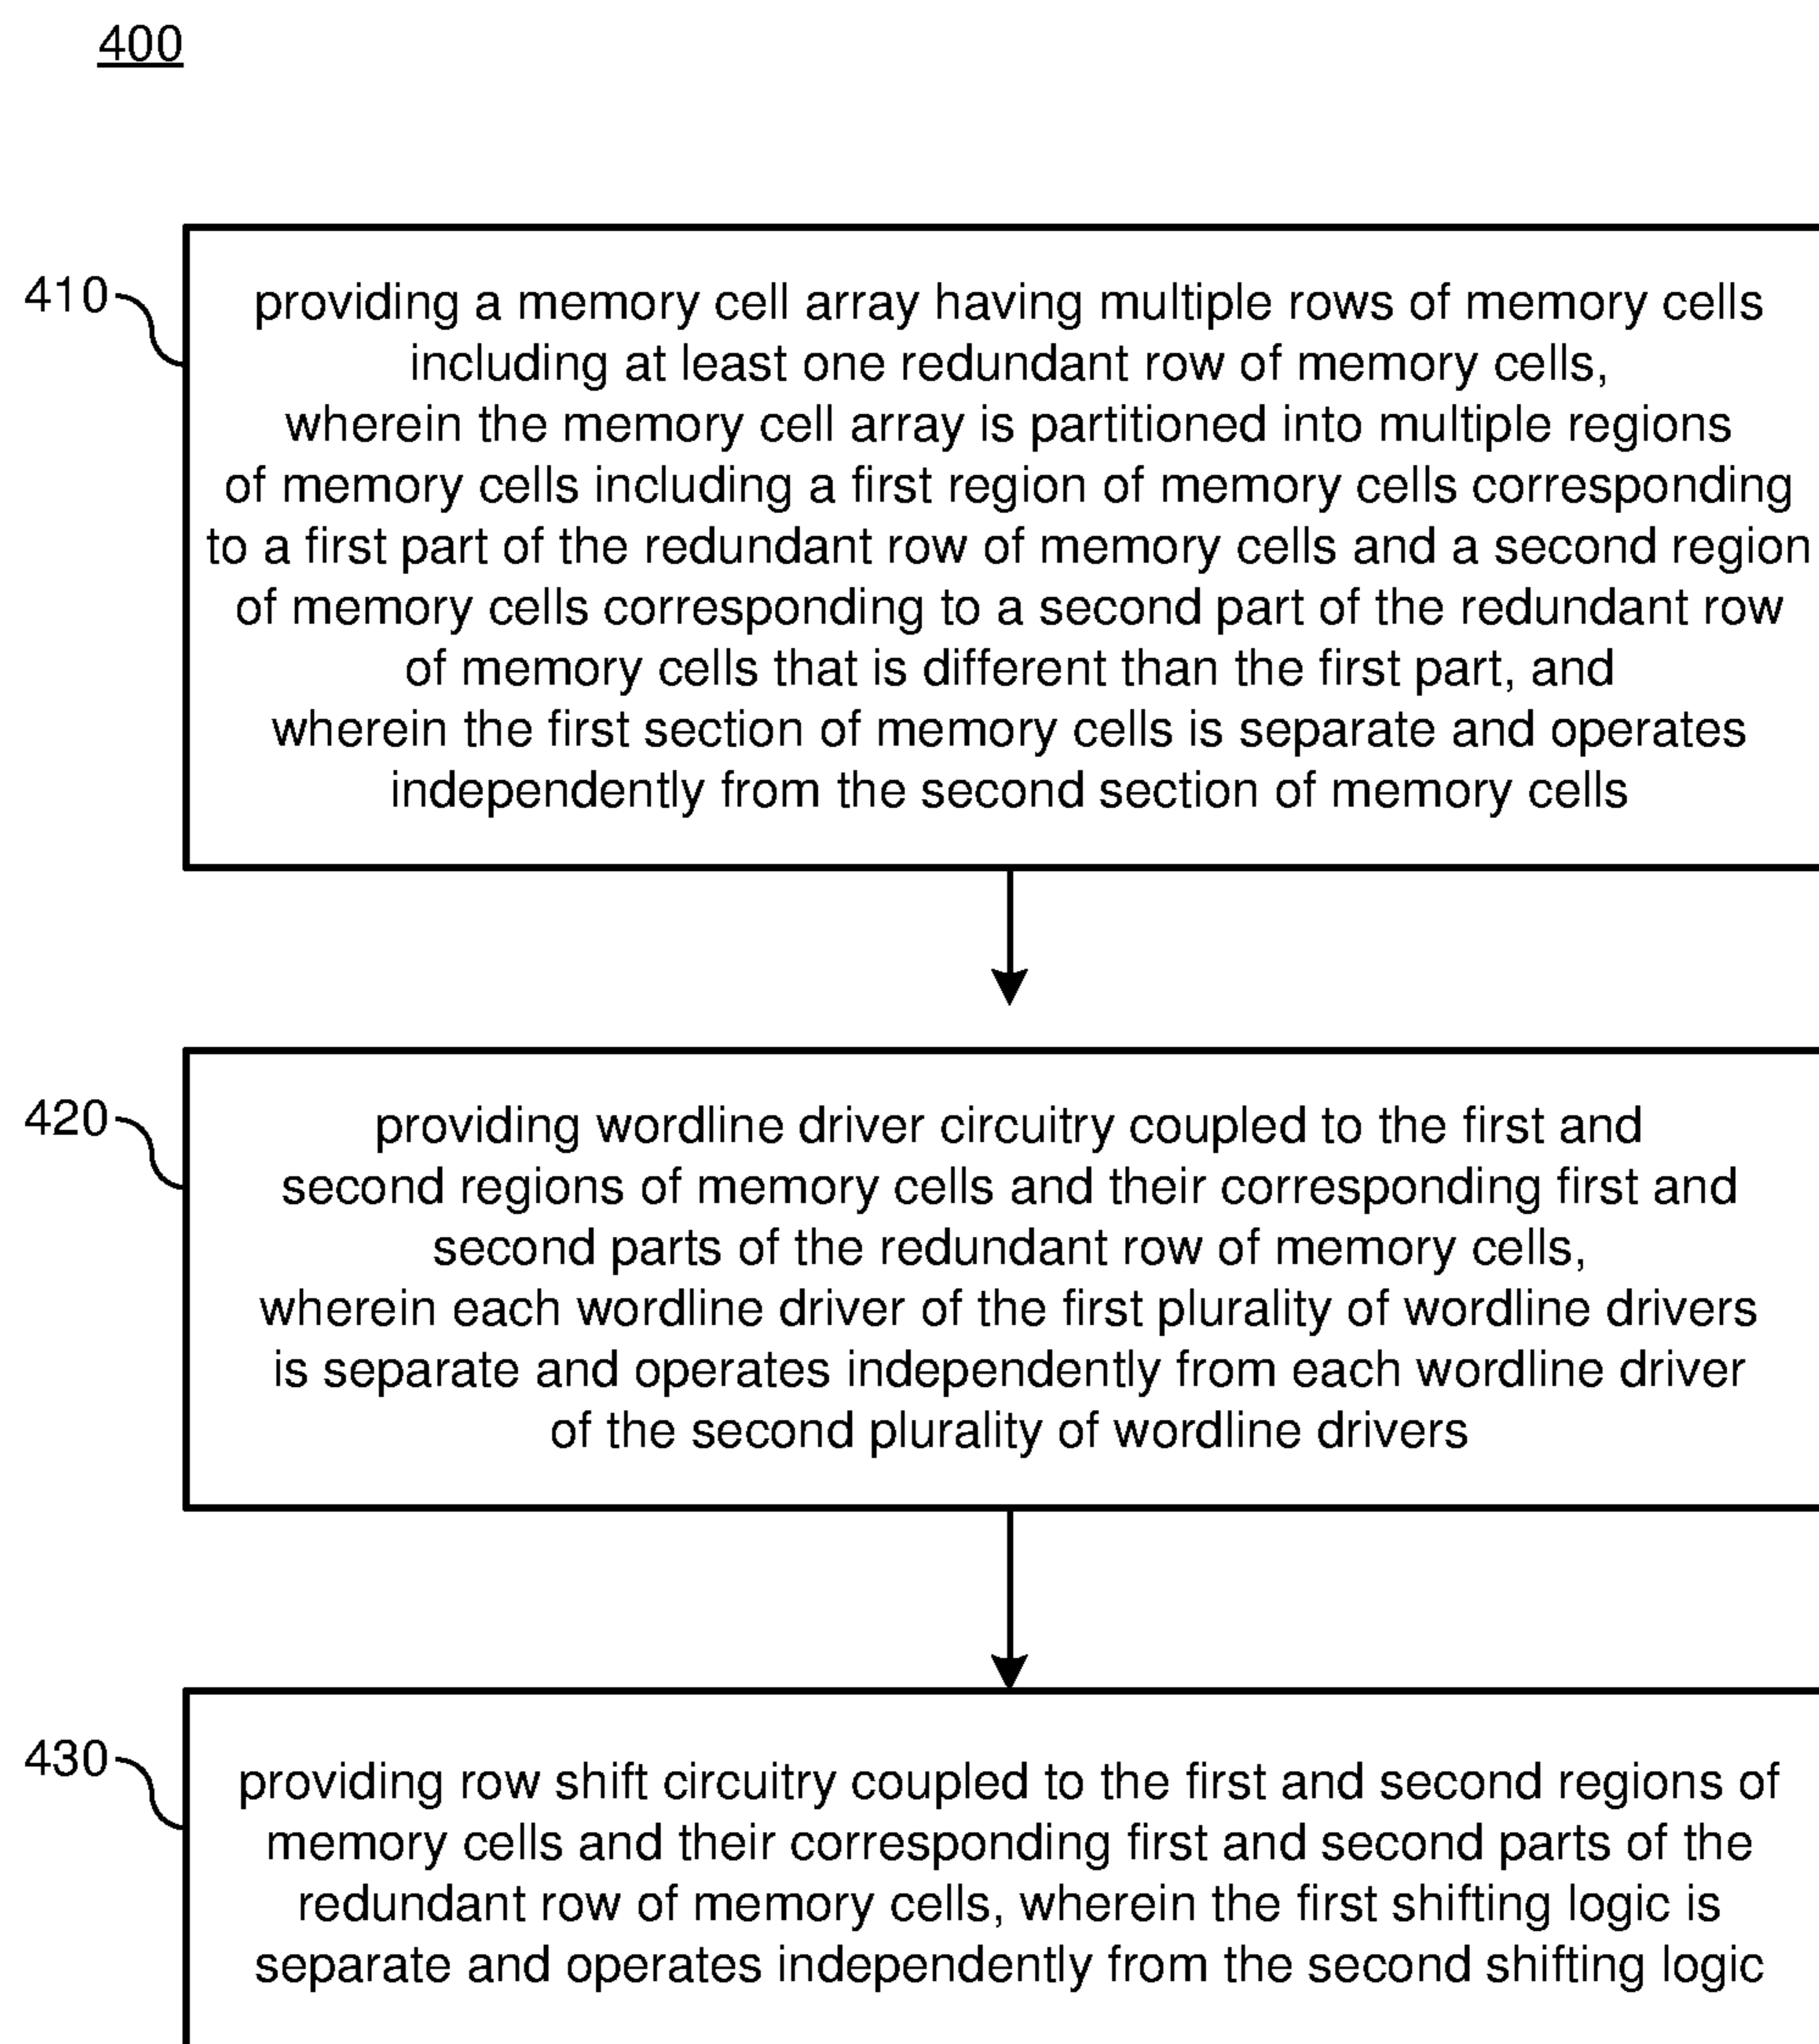 400
410
providing a memory cell array having multiple rows of memory cells
including at least one redundant row of memory cells,
wherein the memory cell array is partitioned into multiple regions
of memory cells including a first region of memory cells corresponding
to a first part of the redundant row of memory cells and a second region
of memory cells corresponding to a second part of the redundant row
of memory cells that is different than the first part, and
wherein the first section of memory cells is separate and operates
independently from the second section of memory cells
420
providing wordline driver circuitry coupled to the first and
second regions of memory cells and their corresponding first and
second parts of the redundant row of memory cells,
wherein each wordline driver of the first plurality of wordline drivers
is separate and operates independently from each wordline driver
of the second plurality of wordline drivers
430
providing row shift circuitry coupled to the first and second regions of
memory cells and their corresponding first and second parts of the
redundant row of memory cells, wherein the first shifting logic is
separate and operates independently from the second shifting logic